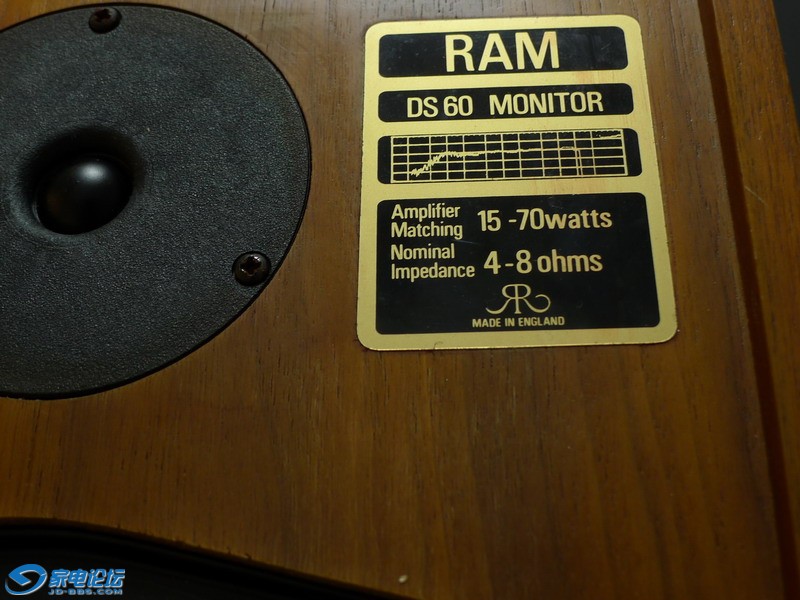 RAM
DS 60 MONITOR
Amplifier
Matching 15 -70watts
Nominal
Impedance 4-8 ohms
MADE IN ENGLAND
家电论坛
JD-BBS.COM